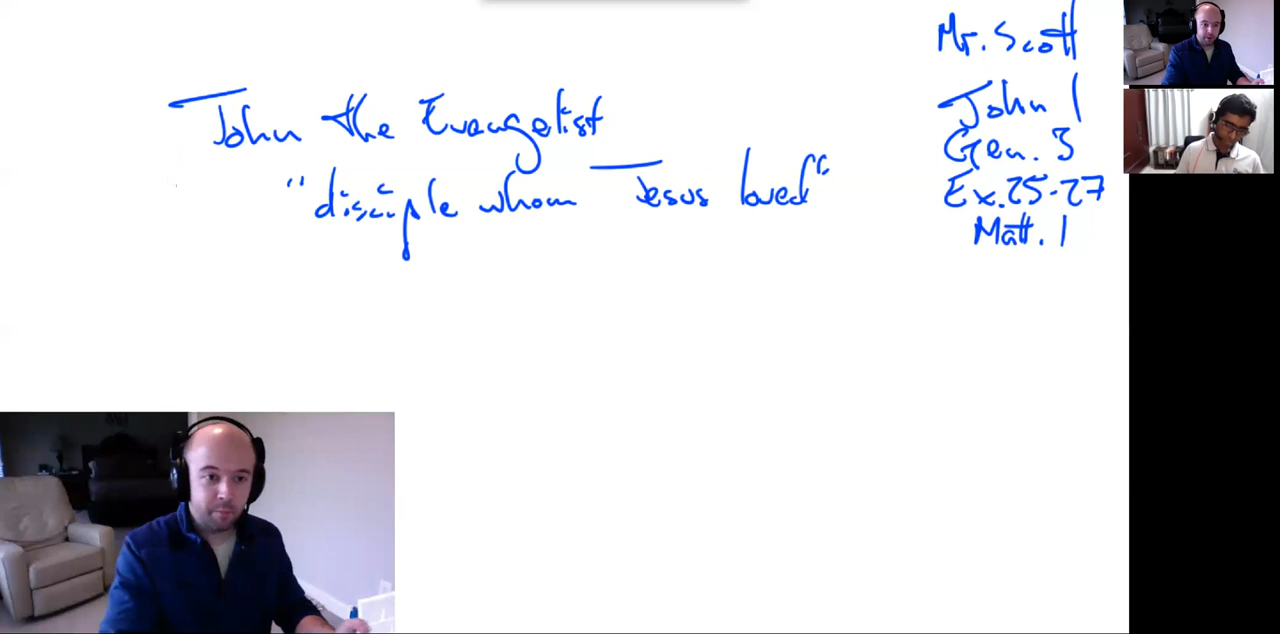 John the Evangelist
"disciple whom Jesus loved"
Mr. Scott
John 1
Gen. 3
Ex. 25-27
Matt. 1